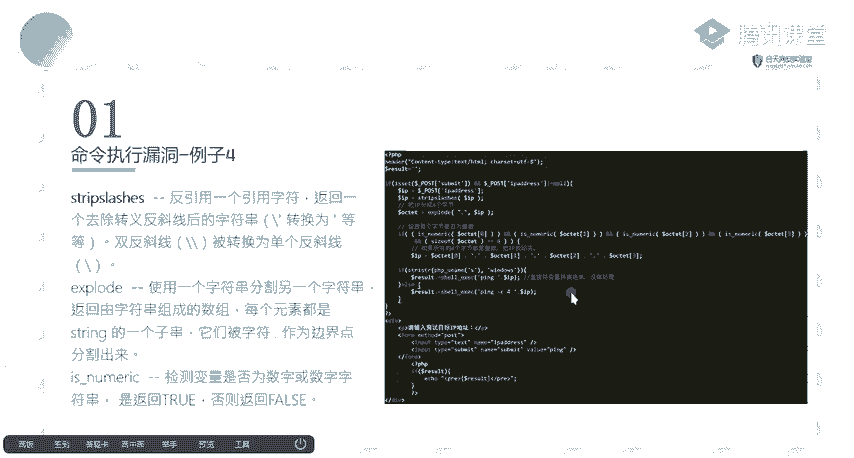 腾讯课堂
01
命令执行漏洞-例子4
stripslashes -- 反引用一个引用字符，返回一
个去除转义反斜线后的字符串（\' 转换为 ' 等
等）。双反斜线（\\）被转换为单个反斜线
（\）。
explode -- 使用一个字符串分割另一个字符串，
返回由字符串组成的数组，每个元素都是
string 的一个子串，它们被字符 . 作为边界点
分割出来。
is_numeric -- 检测变量是否为数字或数字字
符串， 是返回TRUE，否则返回FALSE。
<?php
header("Content-type:text/html; charset=utf-8");
$result='';
if(isset($_POST['submit']) && $_POST['ipaddress']!=null){
$ip = $_POST['ipaddress'];
$ip = stripslashes( $ip );
$octet = explode( ".", $ip );
if( ( is_numeric( $octet[0] ) ) && ( is_numeric( $octet[1] ) ) && ( is_numeric( $octet[2] ) ) && ( is_numeric( $octet[3] ) )
&& ( sizeof( $octet ) == 4 ) ) {
$ip = $octet[0] . '.' . $octet[1] . '.' . $octet[2] . '.' . $octet[3];
if(stristr(php_uname('s'), 'windows')){
$result.=shell_exec('ping '.$ip);
}else {
$result.=shell_exec('ping -c 4 '.$ip);
}
}
?>
<div>
<p>请输入测试目标IP地址：</p>
<form method="post">
<input type="text" name="ipaddress" />
<input type="submit" name="submit" value="ping" />
</form>
<?php
if($result){
echo "<pre>{$result}</pre>";
}
?>
</div>
画板 签到 答题卡 画中画 举手 预览 工具